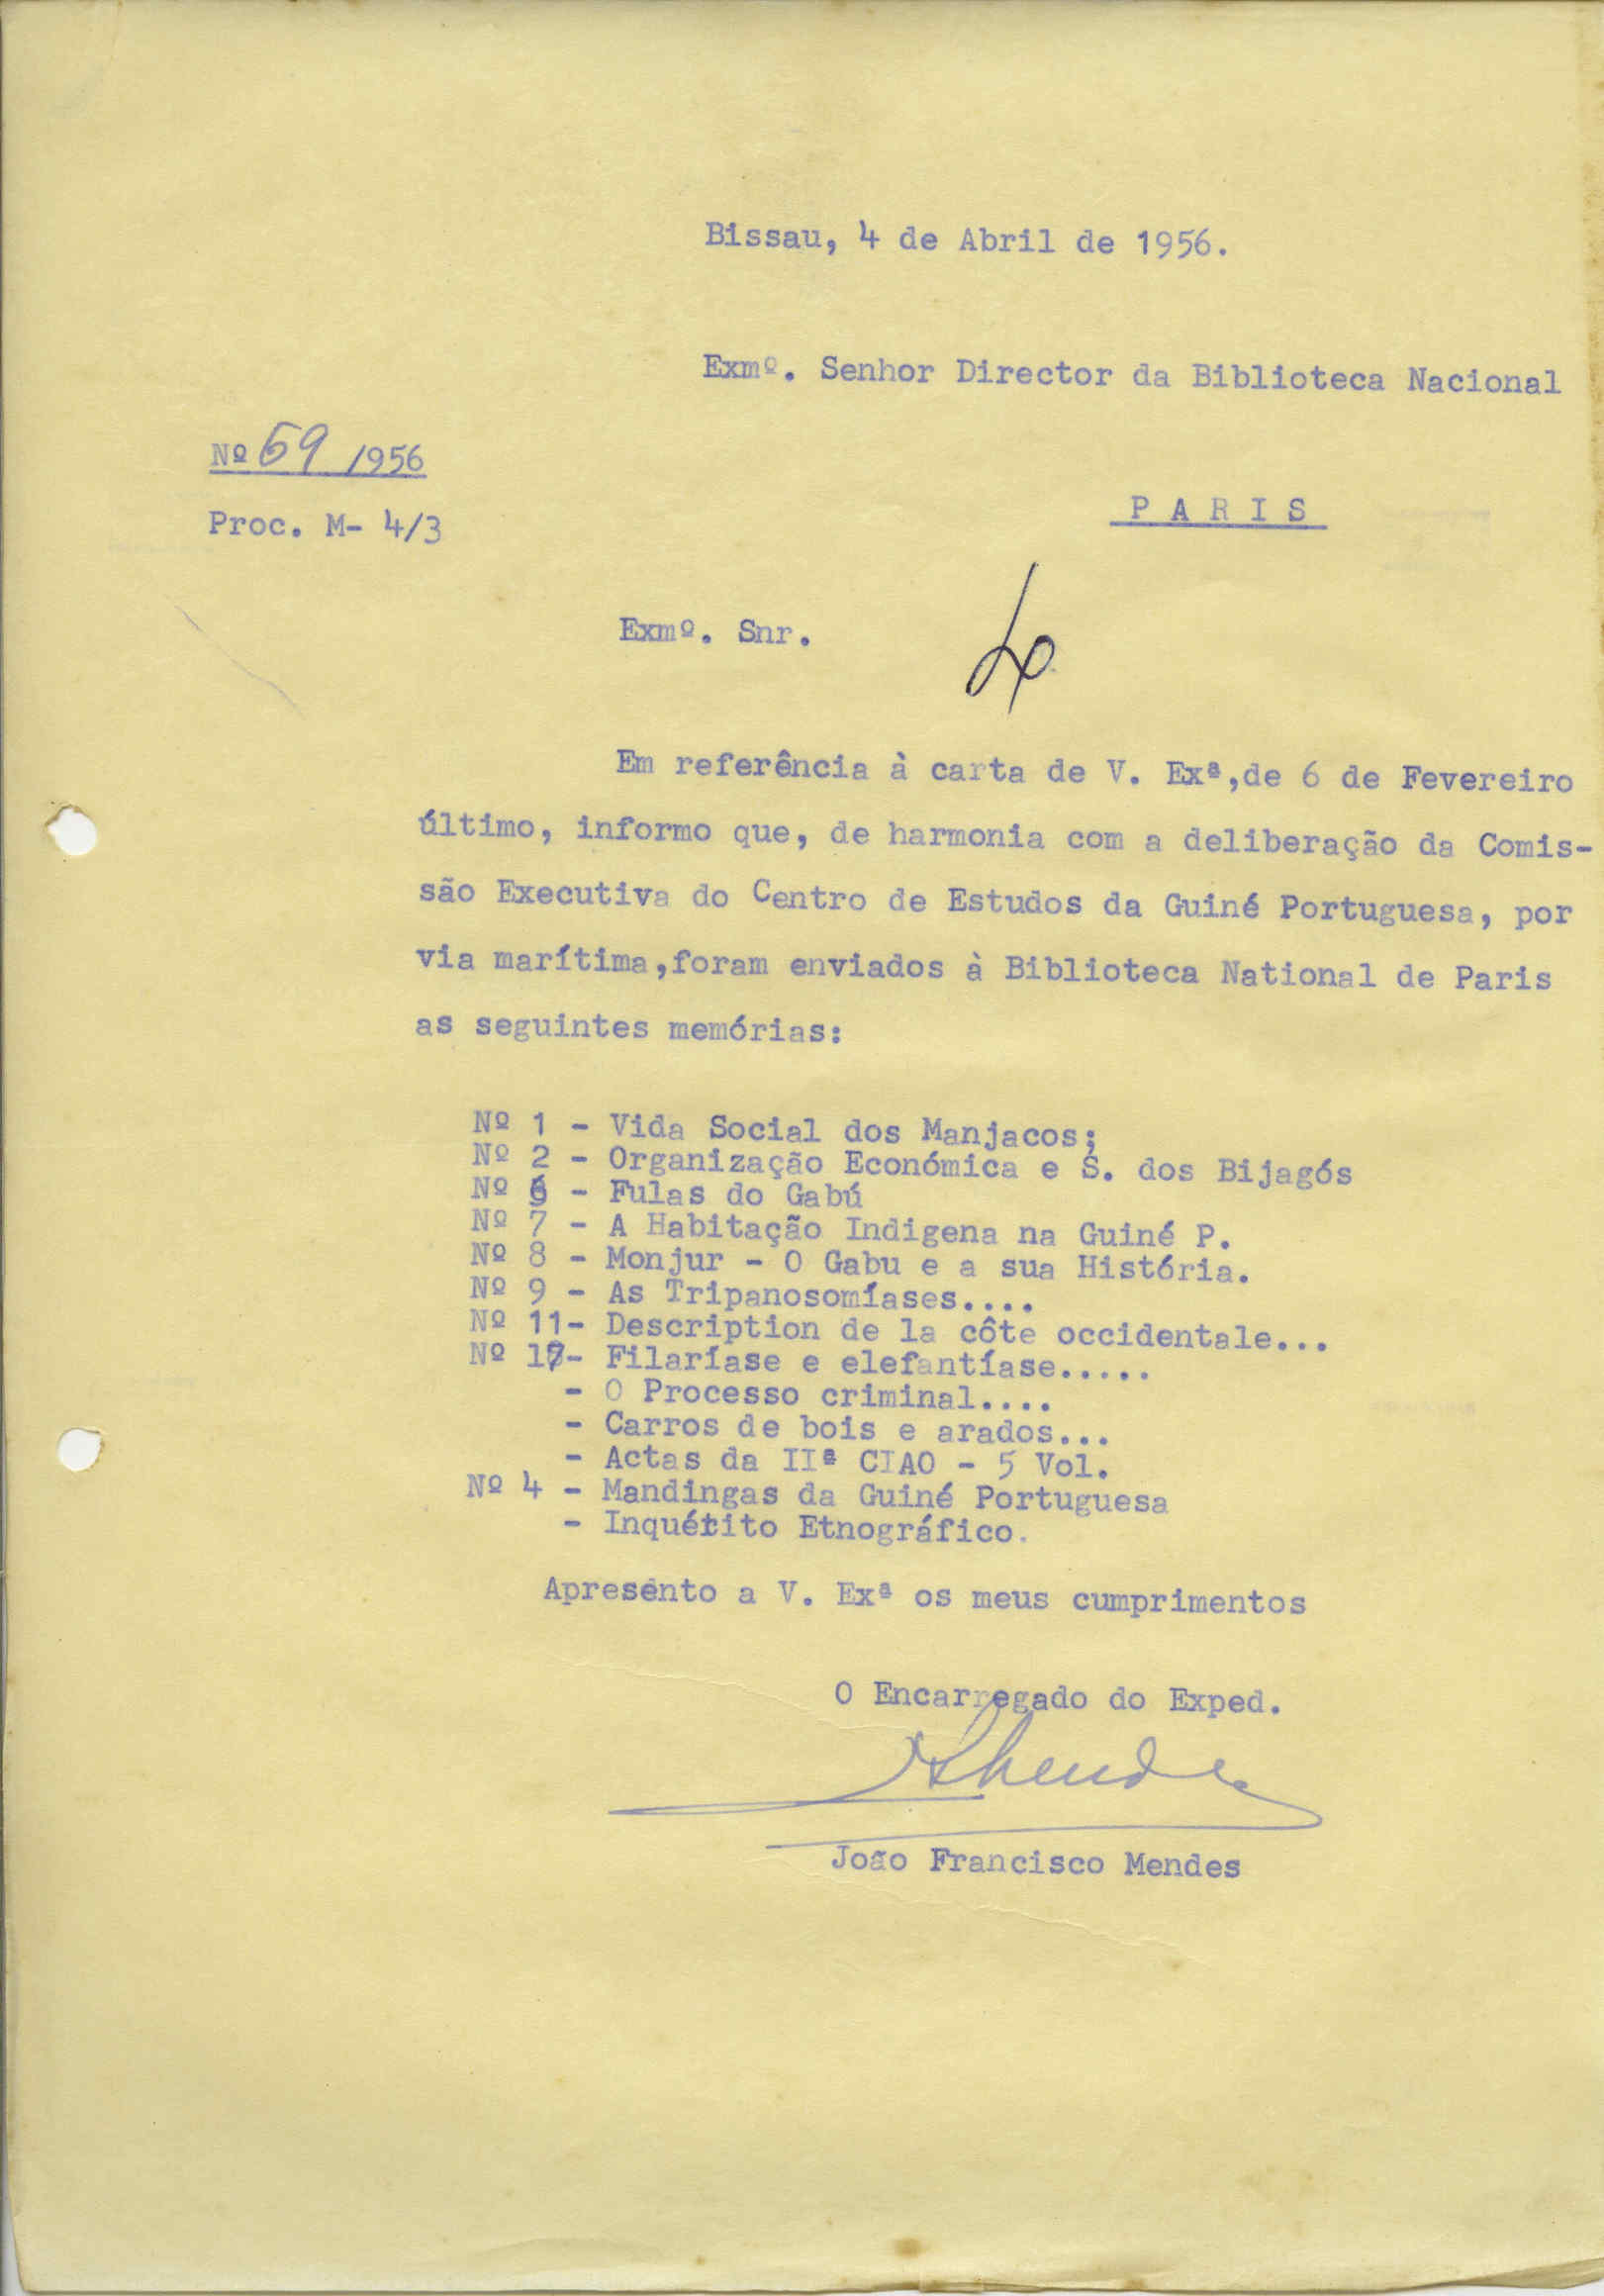 Bissau, 4 de Abril de 1956.
Exmº. Senhor Director da Biblioteca Nacional
Nº 69 /1956
P A R I S
Proc. M- 4/3
Exmº. Snr.
Em referência à carta de V. Exª,de 6 de Fevereiro
último, informo que, de harmonia com a deliberação da Comis-
são Executiva do Centro de Estudos da Guiné Portuguesa, por
via marítima,foram enviados à Biblioteca National de Paris
as seguintes memórias:
Nº 1 - Vida Social dos Manjacos;
Nº 2 - Organização Económica e S. dos Bijagós
Nº 6 - Fulas do Gabú
Nº 7 - A Habitação Indigena na Guiné P.
Nº 8 - Monjur - O Gabu e a sua História.
Nº 9 - As Tripanosomíases....
Nº 11- Description de la côte occidentale...
Nº - Filaríase e elefantíase.....
- O Processo criminal....
- Carros de bois e arados...
- Actas da IIª CIAO - 5 Vol.
Nº 4 - Mandingas da Guiné Portuguesa
- Inquétito Etnográfico.
Apresento a V. Exª os meus cumprimentos
O Encarregado do Exped.
João Francisco Mendes